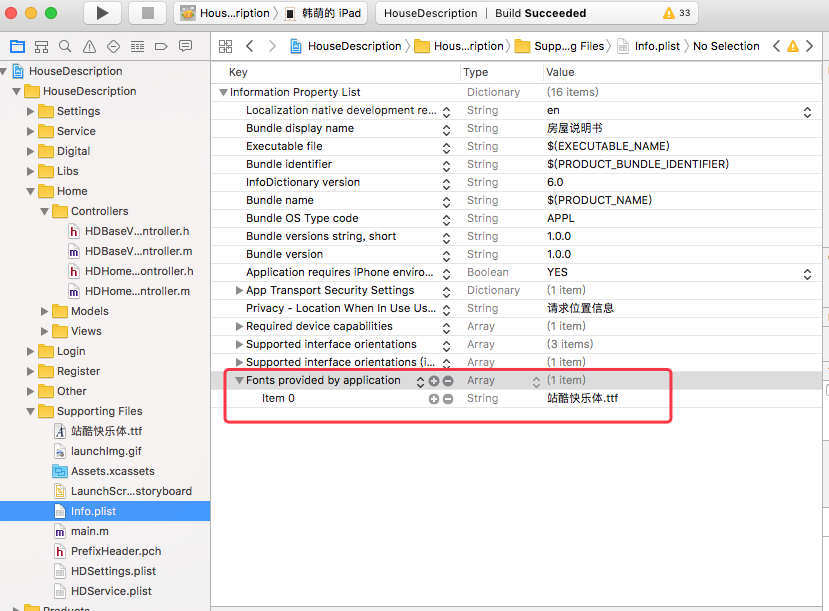 Hous...ription 〉 韩萌的 iPad
HouseDescription | Build Succeeded 33
HouseDescription 〉 Hous...ription 〉 Supp...g Files 〉 Info.plist 〉 No Selection
HouseDescription
HouseDescription
Settings
Service
Digital
Libs
Home
Controllers
HDBaseV...ntroller.h
HDBaseV...ntroller.m
HDHome...ontroller.h
HDHome...ntroller.m
Models
Views
Login
Register
Other
Supporting Files
站酷快乐体.ttf
launchImg.gif
Assets.xcassets
LaunchScr...storyboard
Info.plist
main.m
PrefixHeader.pch
HDSettings.plist
HDService.plist
Products
Key Type Value
Information Property List Dictionary (16 items)
Localization native development re... String en
Bundle display name String 房屋说明书
Executable file String $(EXECUTABLE_NAME)
Bundle identifier String $(PRODUCT_BUNDLE_IDENTIFIER)
InfoDictionary version String 6.0
Bundle name String $(PRODUCT_NAME)
Bundle OS Type code String APPL
Bundle versions string, short String 1.0.0
Bundle version String 1.0.0
Application requires iPhone enviro... Boolean YES
App Transport Security Settings Dictionary (1 item)
Privacy - Location When In Use Us... String 请求位置信息
Required device capabilities Array (1 item)
Supported interface orientations Array (3 items)
Supported interface orientations (i... Array (1 item)
Fonts provided by application Array (1 item)
Item 0 String 站酷快乐体.ttf